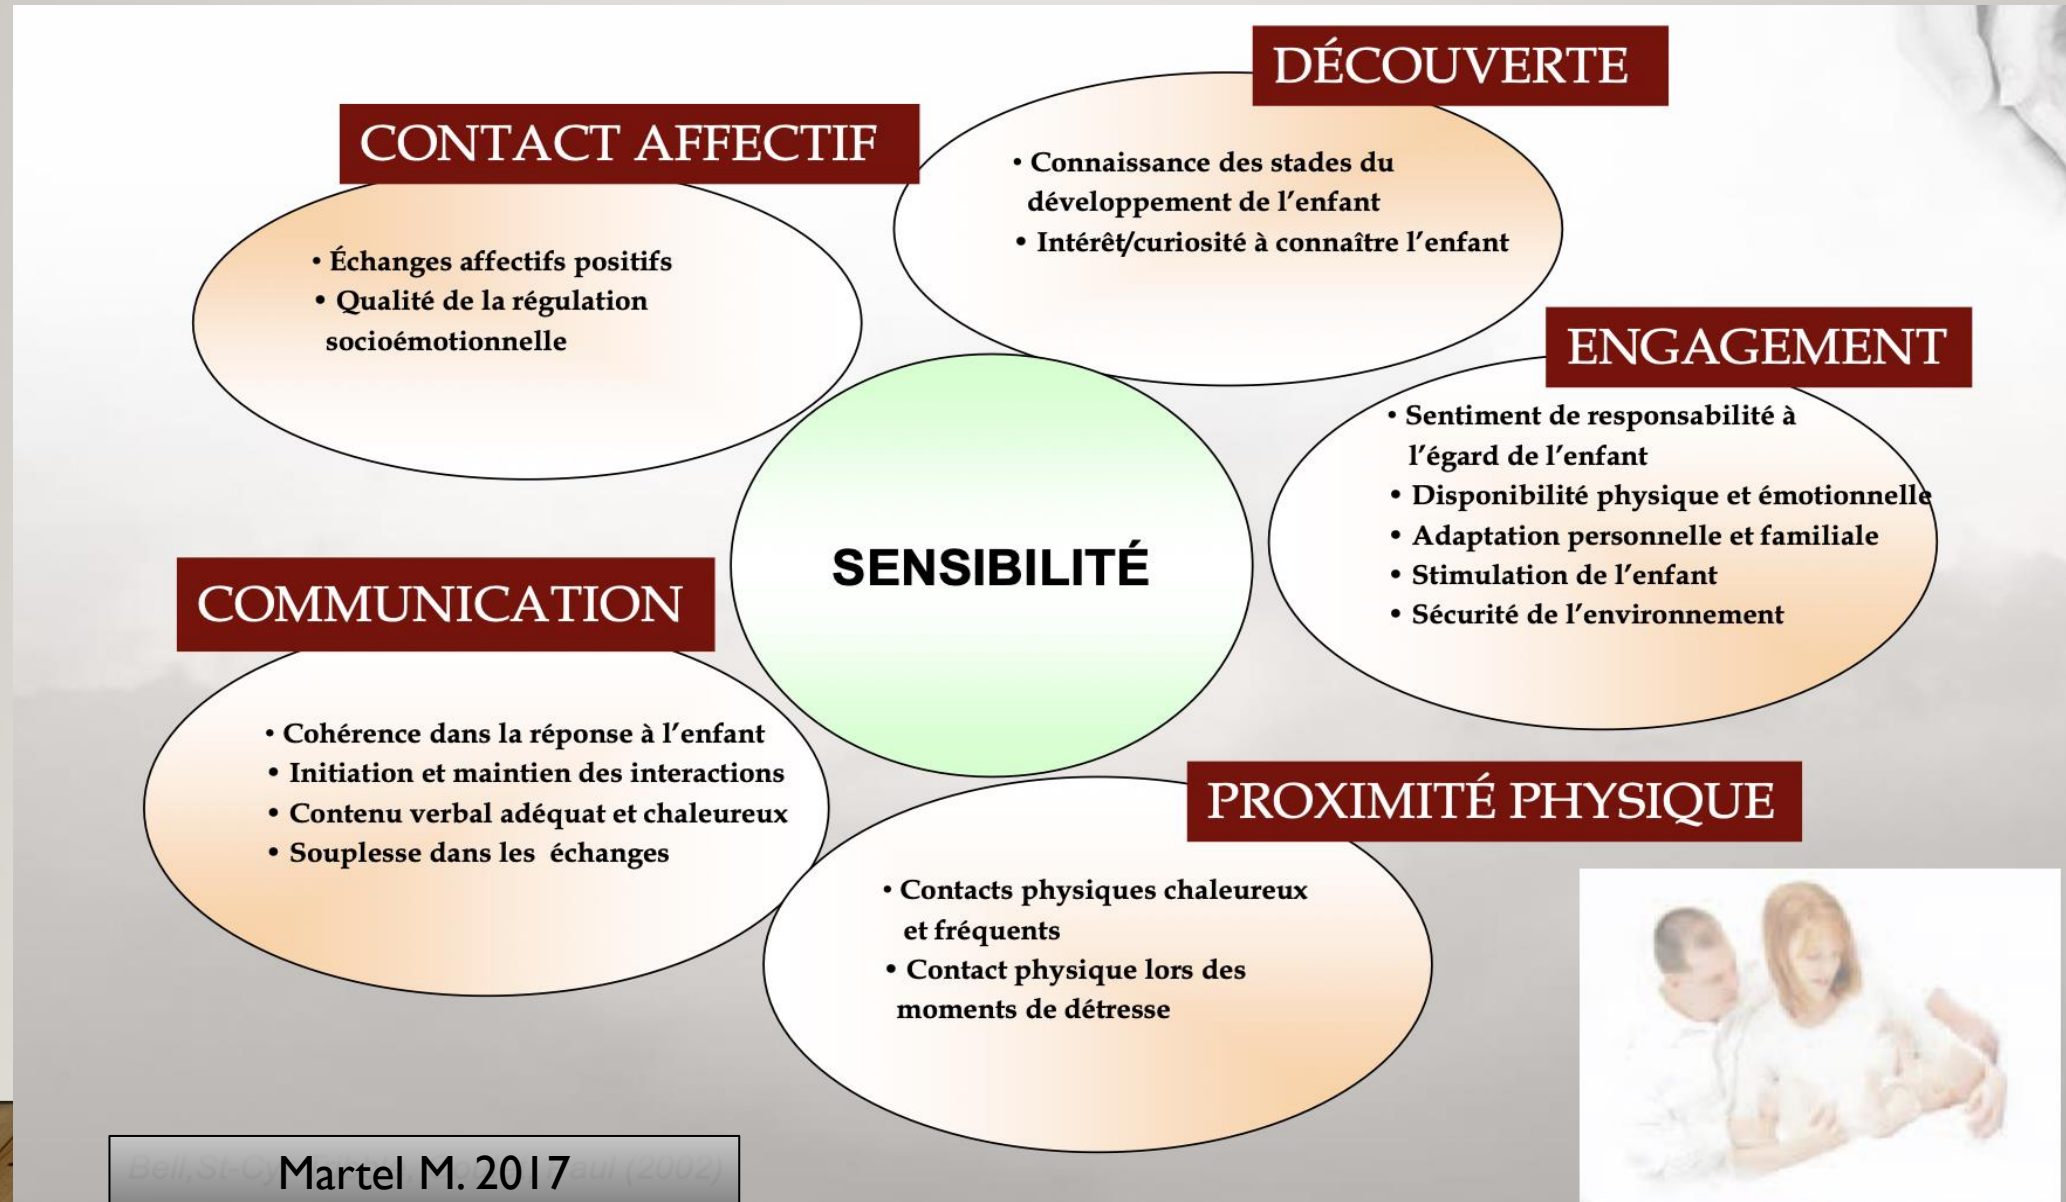 DÉCOUVERTE
• Connaissance des stades du
développement de l’enfant
• Intérêt/curiosité à connaître l’enfant
CONTACT AFFECTIF
• Échanges affectifs positifs
• Qualité de la régulation
socioémotionnelle
ENGAGEMENT
• Sentiment de responsabilité à
l’égard de l’enfant
• Disponibilité physique et émotionnelle
• Adaptation personnelle et familiale
• Stimulation de l’enfant
• Sécurité de l’environnement
SENSIBILITÉ
COMMUNICATION
• Cohérence dans la réponse à l’enfant
• Initiation et maintien des interactions
• Contenu verbal adéquat et chaleureux
• Souplesse dans les échanges
PROXIMITÉ PHYSIQUE
• Contacts physiques chaleureux
et fréquents
• Contact physique lors des
moments de détresse
Martel M. 2017
Bell, (2002)